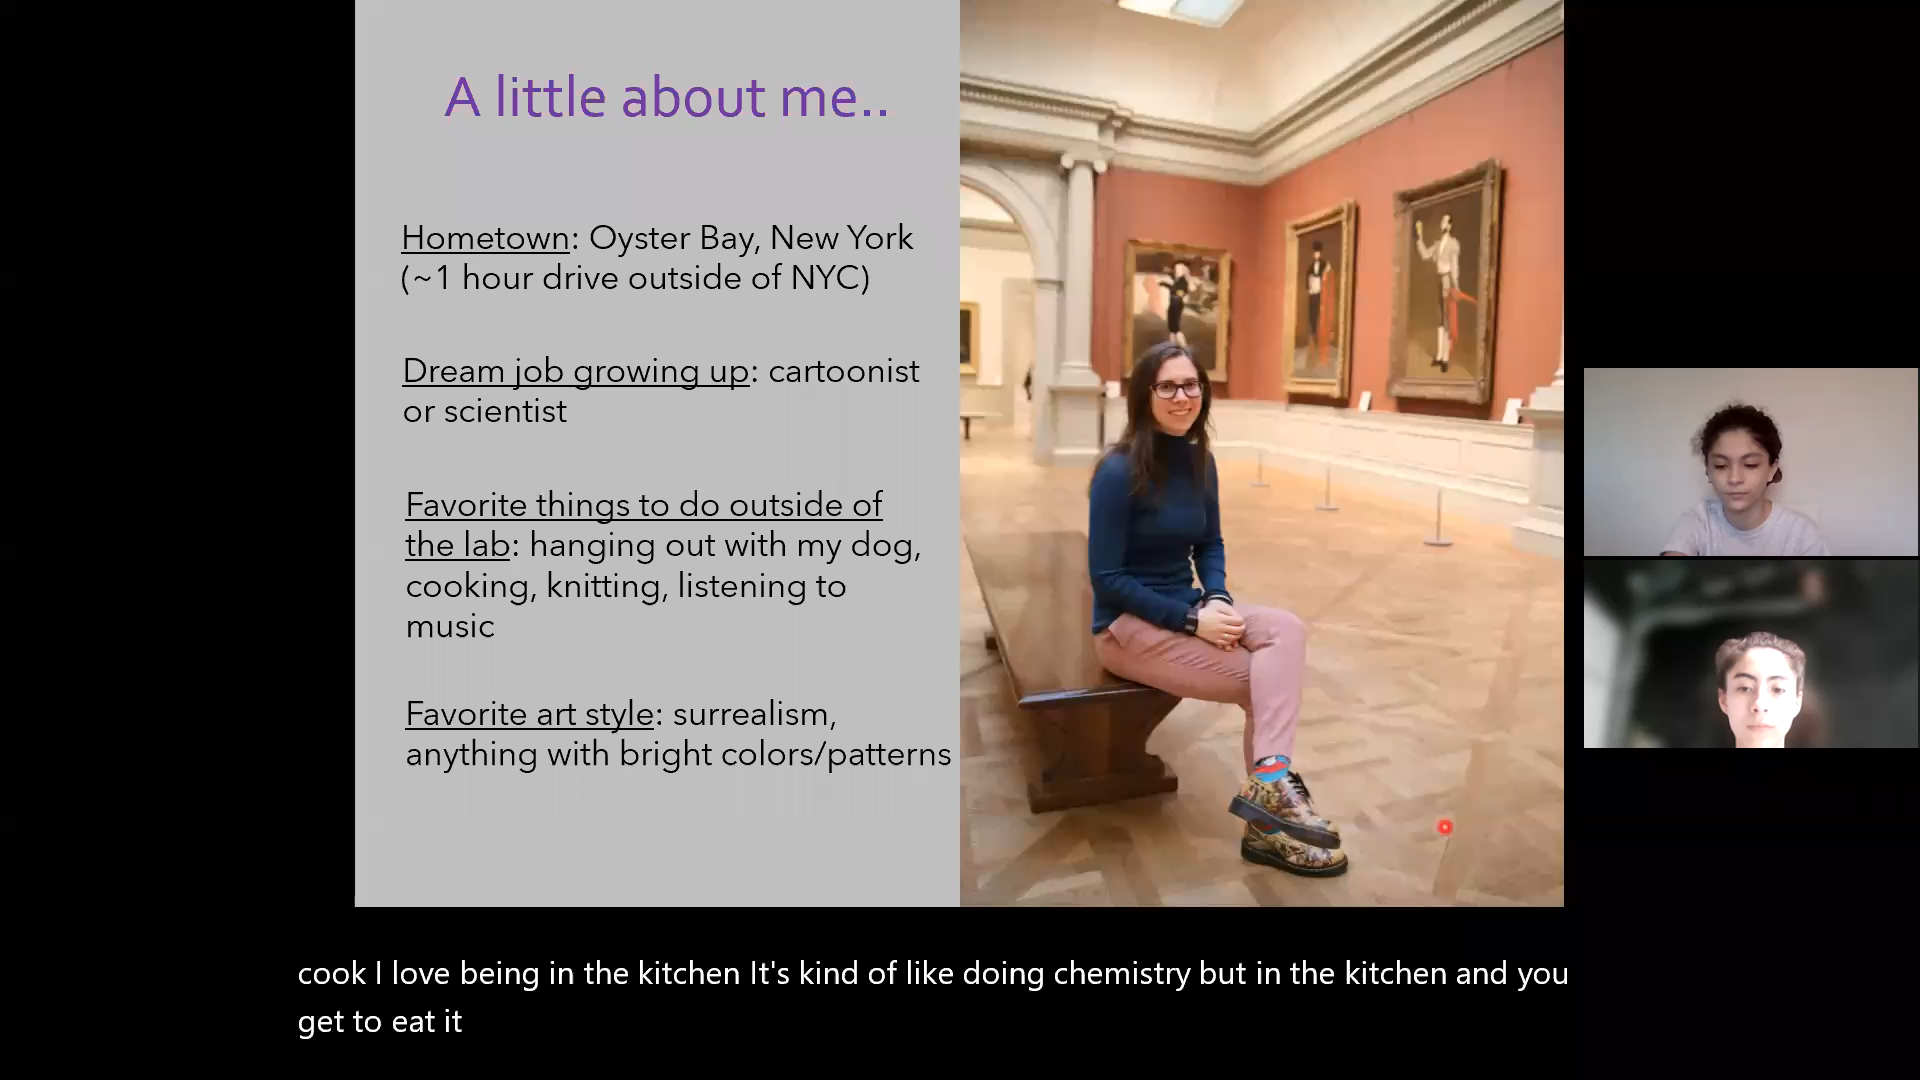 A little about me..
Hometown: Oyster Bay, New York
(~1 hour drive outside of NYC)
Dream job growing up: cartoonist
or scientist
Favorite things to do outside of
the lab: hanging out with my dog,
cooking, knitting, listening to
music
Favorite art style: surrealism,
anything with bright colors/patterns
cook I love being in the kitchen It's kind of like doing chemistry but in the kitchen and you
get to eat it